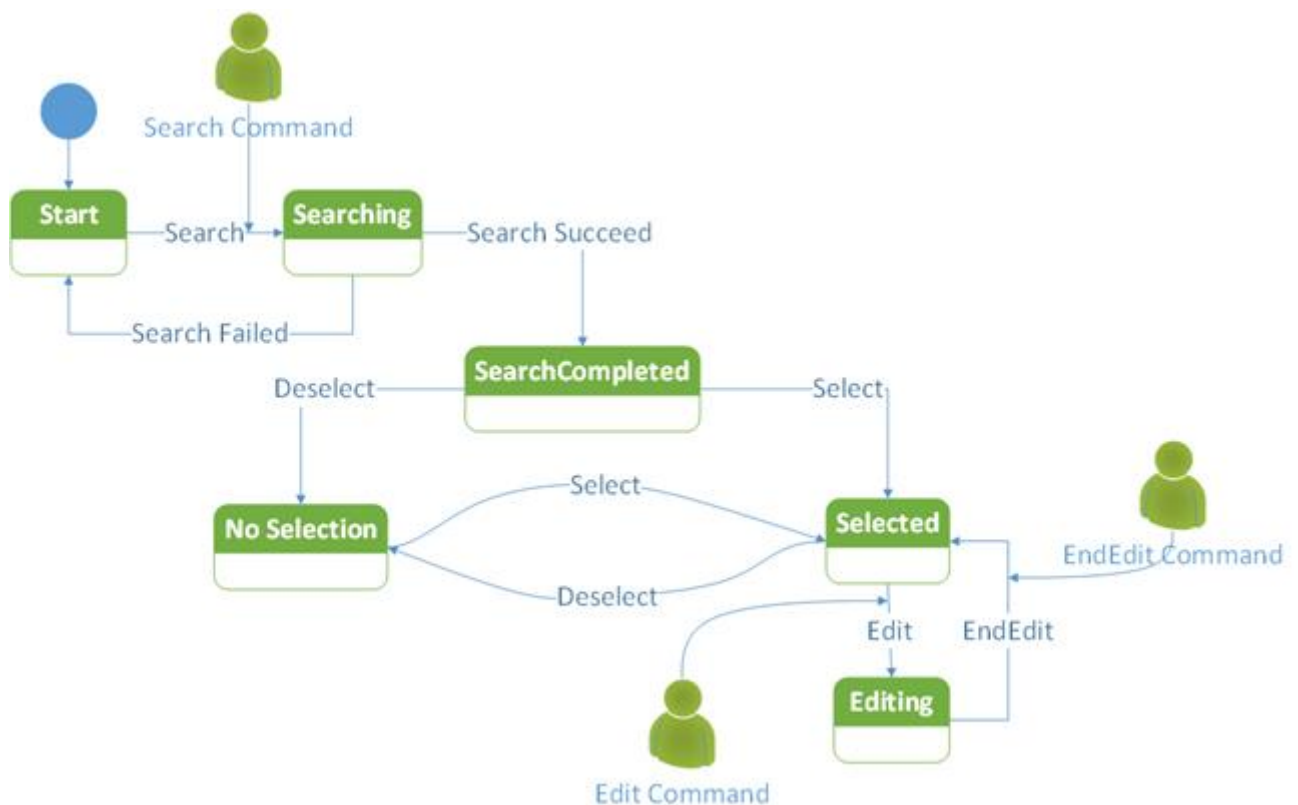 Search Command
Start
Search
Searching
Search Succeed
Search Failed
SearchCompleted
Deselect
Select
No Selection
Select
Selected
Deselect
EndEdit Command
Edit
EndEdit
Editing
Edit Command